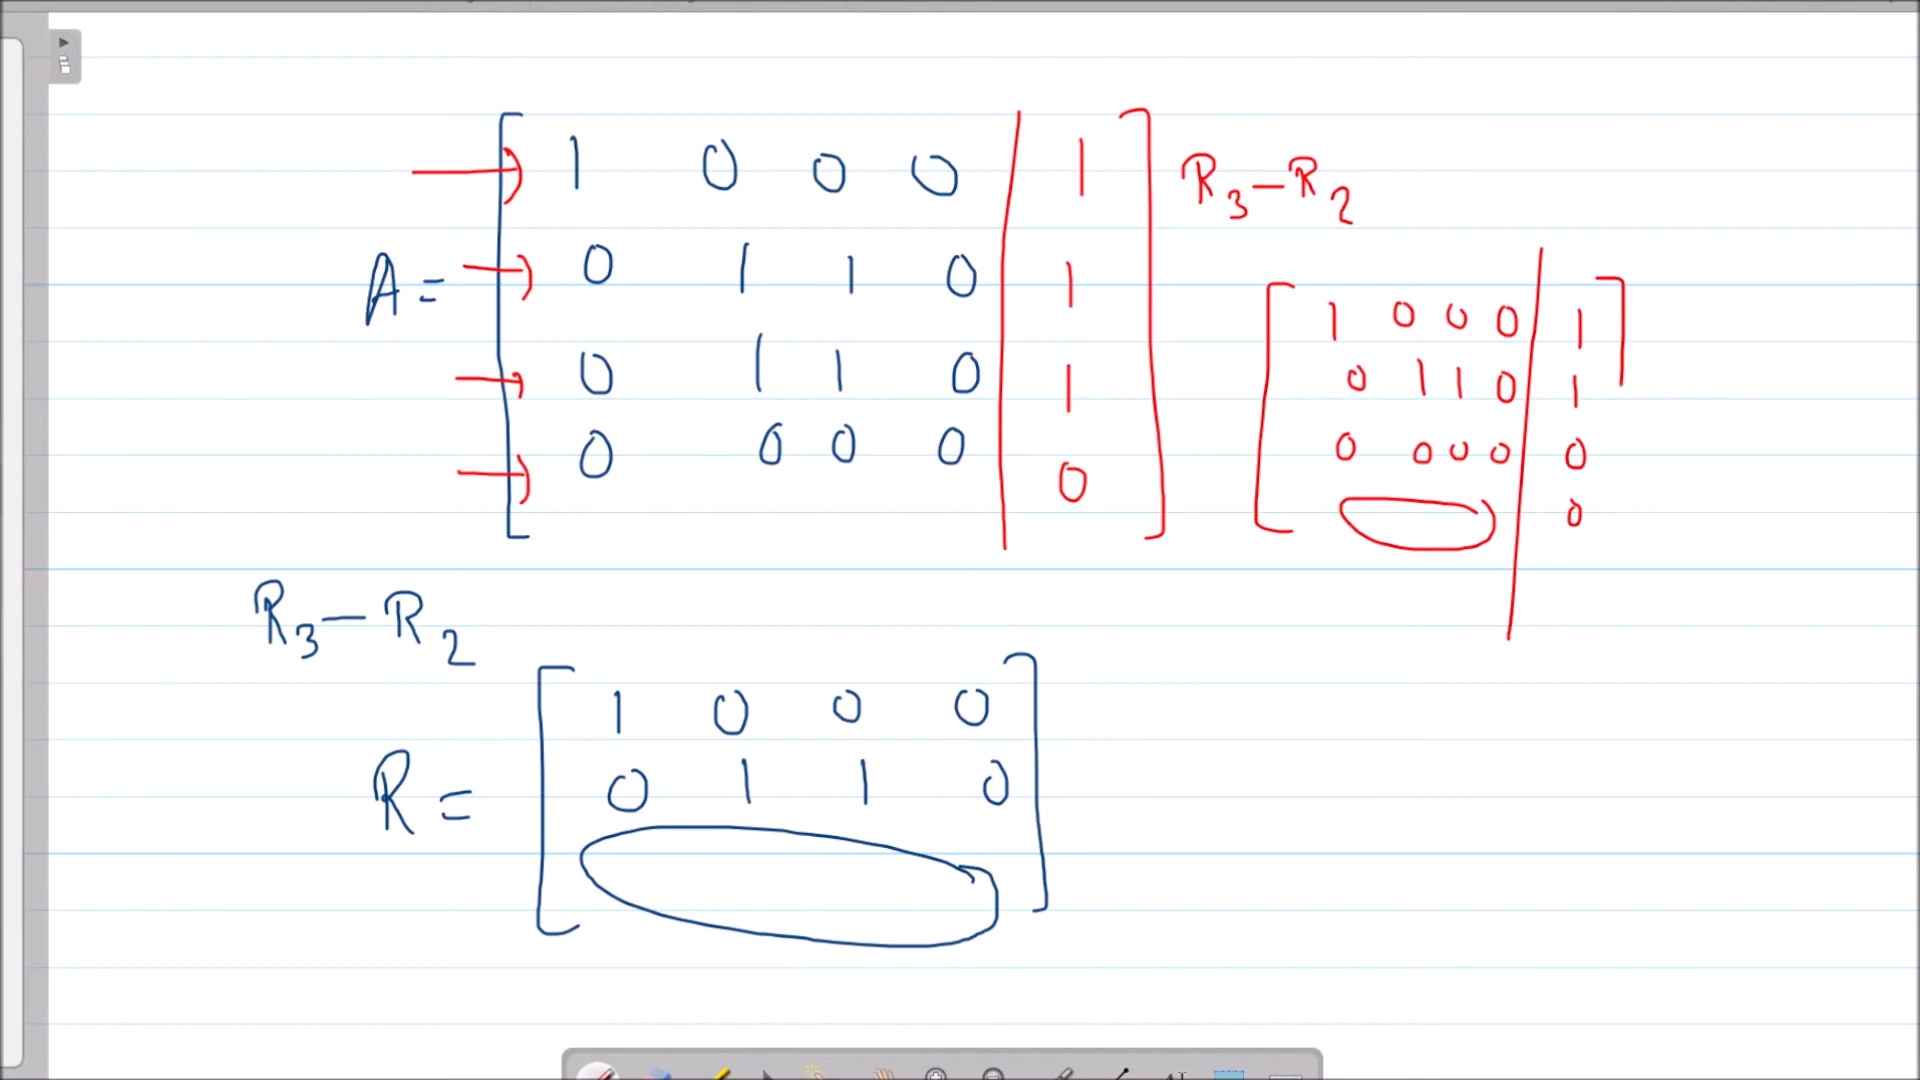 1 0 0 0 1 R3-R2
A= 0 1 1 0 1
0 1 1 0 1
0 0 0 0 0
1 0 0 0 1
0 1 1 0 1
0 0 0 0 0
0
R3-R2
1 0 0 0
R= 0 1 1 0